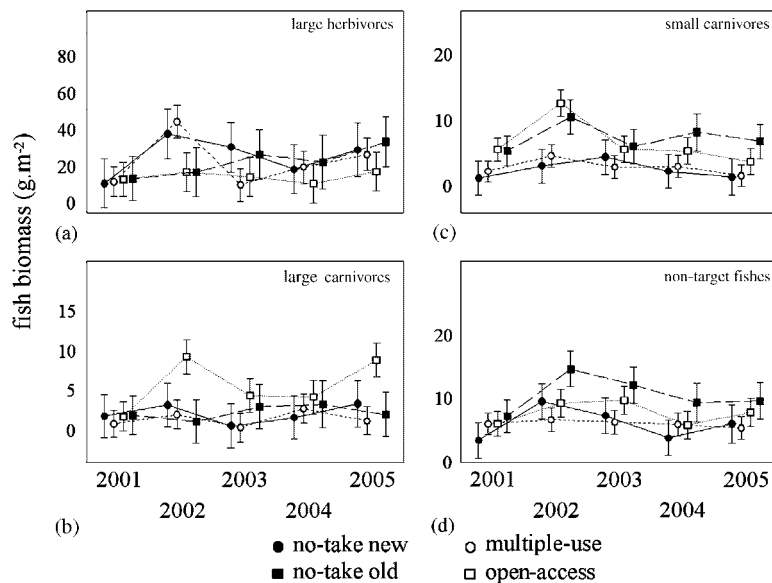 large herbivores
80
60
40
20
0
(a)
small carnivores
20
10
0
(c)
fish biomass (g.m⁻²)
large carnivores
15
10
5
0
2001
2002
2003
2004
2005
(b)
non-target fishes
20
10
0
2001
2002
2003
2004
2005
(d)
no-take new
multiple-use
no-take old
open-access